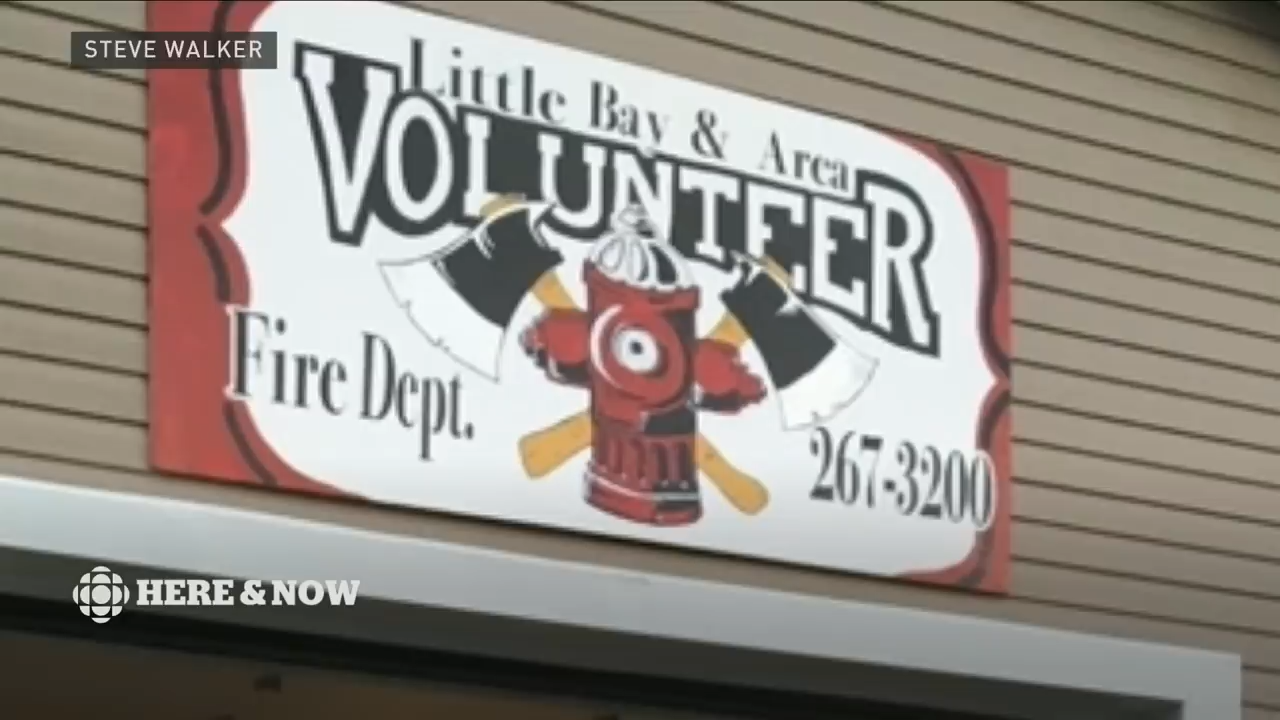 STEVE WALKER
Little Bay & Area
VOLUNTEER
Fire Dept.
267-3200
HERE & NOW